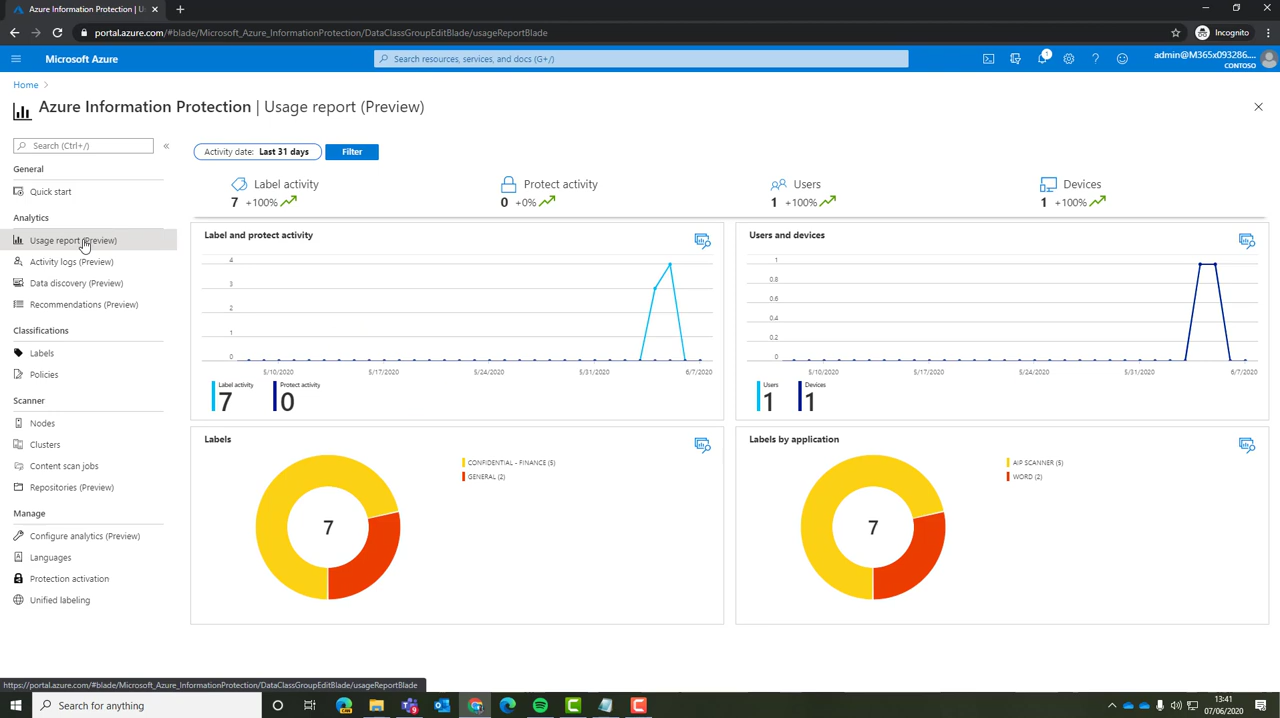 Azure Information Protection | U
portal.azure.com/#blade/Microsoft_Azure_InformationProtection/DataClassGroupEditBlade/usageReportBlade
Incognito
Microsoft Azure
Search resources, services, and docs (G+/)
1
admin@M365x093286....
CONTOSO
Home >
Azure Information Protection | Usage report (Preview)
Search (Ctrl+/)
«
General
Quick start
Analytics
Usage report (Preview)
Activity logs (Preview)
Data discovery (Preview)
Recommendations (Preview)
Classifications
Labels
Policies
Scanner
Nodes
Clusters
Content scan jobs
Repositories (Preview)
Manage
Configure analytics (Preview)
Languages
Protection activation
Unified labeling
Activity date: Last 31 days
Filter
Label activity
7 +100%
Protect activity
0 +0%
Users
1 +100%
Devices
1 +100%
Label and protect activity
4
3
2
1
0
5/10/2020 5/17/2020 5/24/2020 5/31/2020 6/7/2020
Label activity
7
Protect activity
0
Users and devices
1
0.8
0.6
0.4
0.2
0
5/10/2020 5/17/2020 5/24/2020 5/31/2020 6/7/2020
Users
1
Devices
1
Labels
7
CONFIDENTIAL - FINANCE (5)
GENERAL (2)
Labels by application
7
AIP SCANNER (5)
WORD (2)
https://portal.azure.com/#blade/Microsoft_Azure_InformationProtection/DataClassGroupEditBlade/usageReportBlade
Search for anything
13:41
07/06/2020